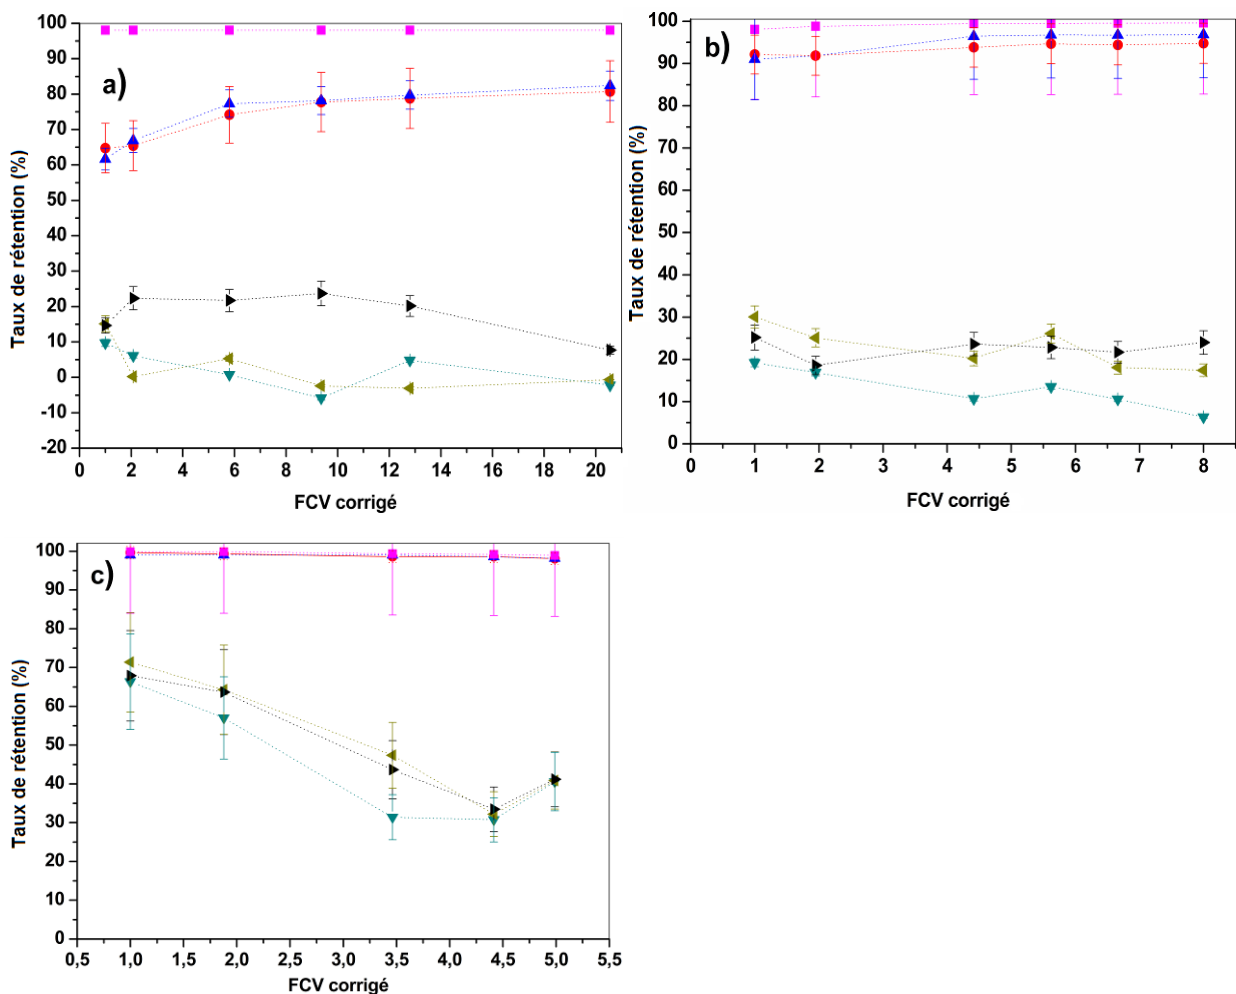 a)
Taux de rétention (%)
100
90
80
70
60
50
40
30
20
10
0
-10
-20
0 2 4 6 8 10 12 14 16 18 20
FCV corrigé
b)
Taux de rétention (%)
100
90
80
70
60
50
40
30
20
10
0
0 1 2 3 4 5 6 7 8
FCV corrigé
c)
Taux de rétention (%)
100
90
80
70
60
50
40
30
20
10
0
0,5 1,0 1,5 2,0 2,5 3,0 3,5 4,0 4,5 5,0 5,5
FCV corrigé